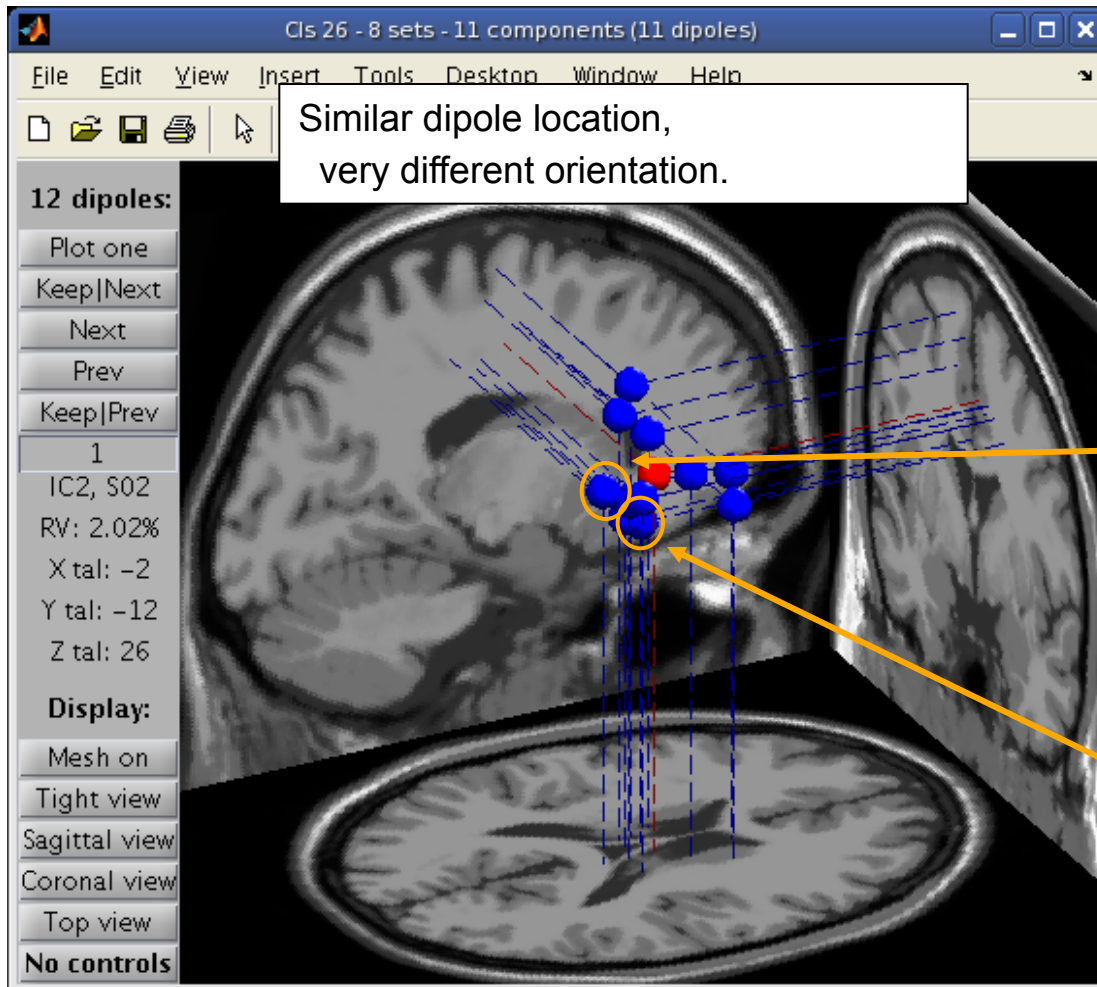 Cls 26 - 8 sets - 11 components (11 dipoles)
File Edit View Insert Tools Desktop Window Help
Similar dipole location,
very different orientation.
12 dipoles:
Plot one
Keep|Next
Next
Prev
Keep|Prev
1
IC2, S02
RV: 2.02%
X tal: −2
Y tal: −12
Z tal: 26
Display:
Mesh on
Tight view
Sagittal view
Coronal view
Top view
No controls